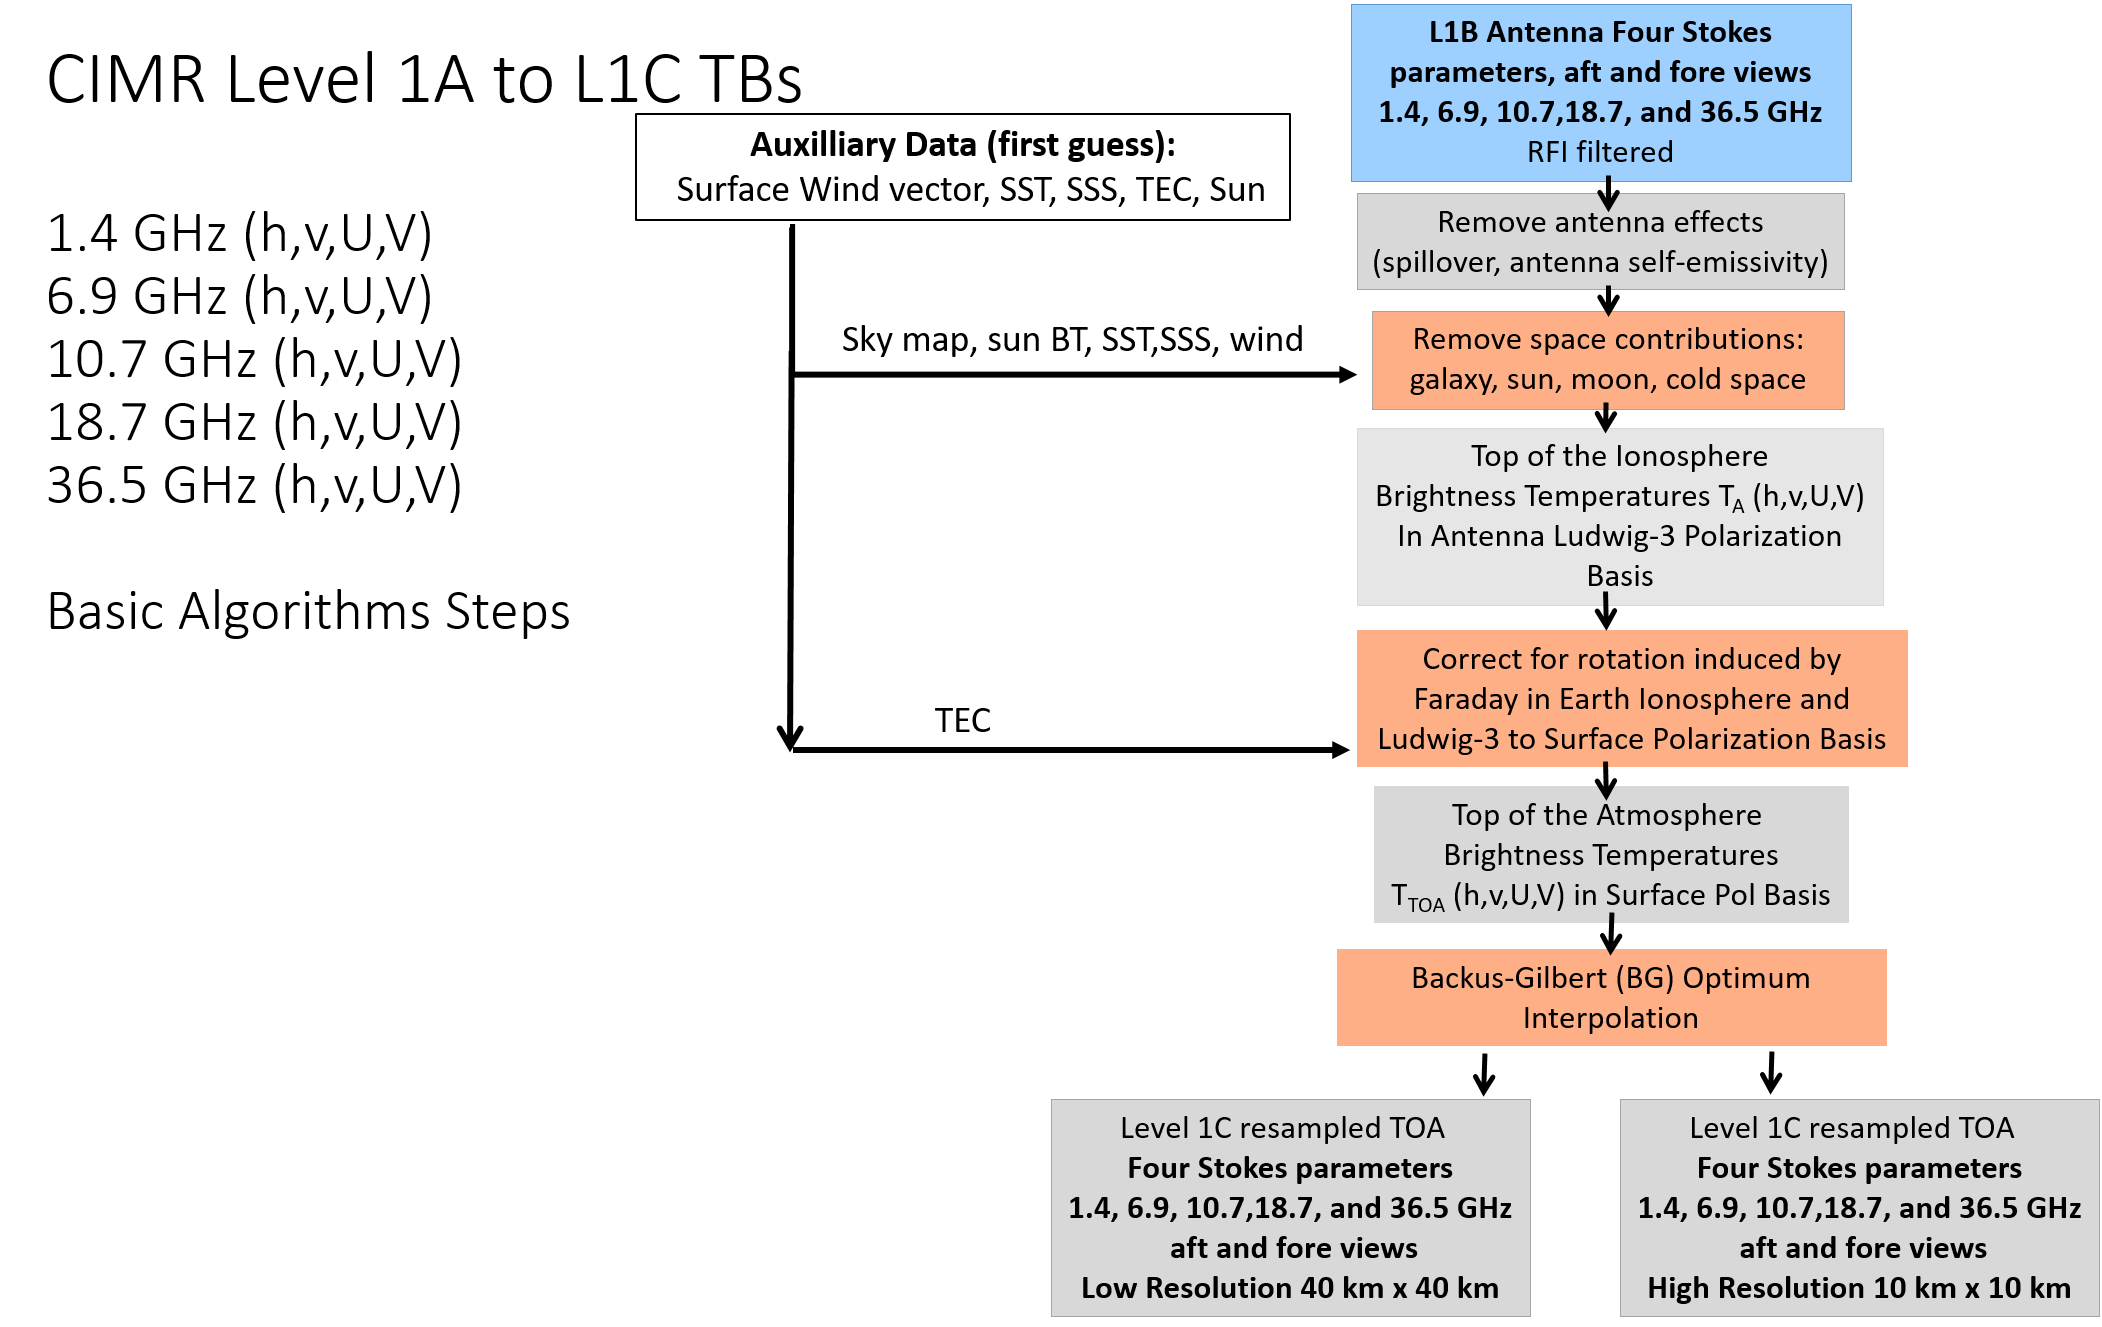 CIMR Level 1A to L1C TBs
1.4 GHz (h,v,U,V)
6.9 GHz (h,v,U,V)
10.7 GHz (h,v,U,V)
18.7 GHz (h,v,U,V)
36.5 GHz (h,v,U,V)
Basic Algorithms Steps
Auxilliary Data (first guess):
Surface Wind vector, SST, SSS, TEC, Sun
Sky map, sun BT, SST,SSS, wind
TEC
L1B Antenna Four Stokes
parameters, aft and fore views
1.4, 6.9, 10.7,18.7, and 36.5 GHz
RFI filtered
Remove antenna effects
(spillover, antenna self-emissivity)
Remove space contributions:
galaxy, sun, moon, cold space
Top of the Ionosphere
Brightness Temperatures TA (h,v,U,V)
In Antenna Ludwig-3 Polarization
Basis
Correct for rotation induced by
Faraday in Earth Ionosphere and
Ludwig-3 to Surface Polarization Basis
Top of the Atmosphere
Brightness Temperatures
TTOA (h,v,U,V) in Surface Pol Basis
Backus-Gilbert (BG) Optimum
Interpolation
Level 1C resampled TOA
Four Stokes parameters
1.4, 6.9, 10.7,18.7, and 36.5 GHz
aft and fore views
Low Resolution 40 km x 40 km
Level 1C resampled TOA
Four Stokes parameters
1.4, 6.9, 10.7,18.7, and 36.5 GHz
aft and fore views
High Resolution 10 km x 10 km